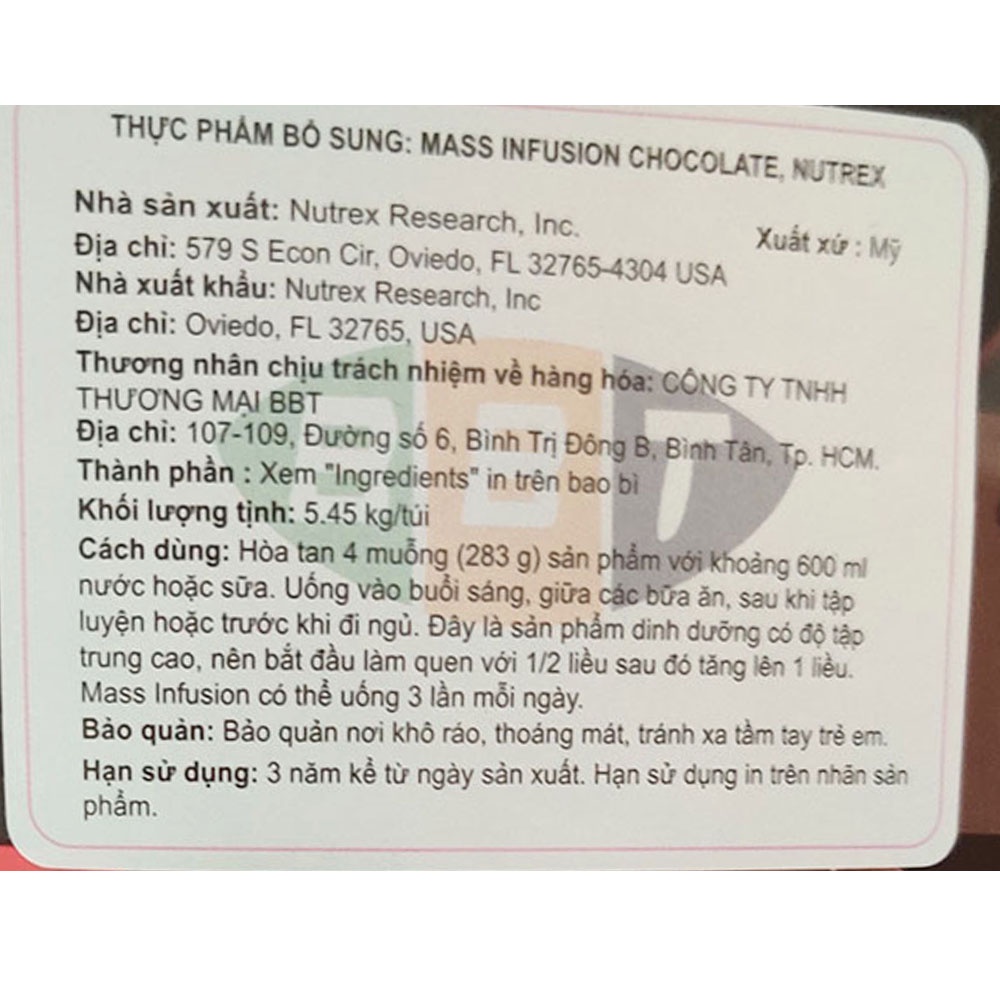 THỰC PHẨM BỔ SUNG: MASS INFUSION CHOCOLATE, NUTREX
Nhà sản xuất: Nutrex Research, Inc.
Xuất xứ : Mỹ
Địa chỉ: 579 S Econ Cir, Oviedo, FL 32765-4304 USA
Nhà xuất khẩu: Nutrex Research, Inc
Địa chỉ: Oviedo, FL 32765, USA
Thương nhân chịu trách nhiệm về hàng hóa: CÔNG TY TNHH
THƯƠNG MẠI BBT
Địa chỉ: 107-109, Đường số 6, Bình Trị Đông B, Bình Tân, Tp. HCM.
Thành phần : Xem "Ingredients" in trên bao bì
Khối lượng tịnh: 5.45 kg/túi
Cách dùng: Hòa tan 4 muỗng (283 g) sản phẩm với khoảng 600 ml
nước hoặc sữa. Uống vào buổi sáng, giữa các bữa ăn, sau khi tập
luyện hoặc trước khi đi ngủ. Đây là sản phẩm dinh dưỡng có độ tập
trung cao, nên bắt đầu làm quen với 1/2 liều sau đó tăng lên 1 liều.
Mass Infusion có thể uống 3 lần mỗi ngày.
Bảo quản: Bảo quản nơi khô ráo, thoáng mát, tránh xa tầm tay trẻ em.
Hạn sử dụng: 3 năm kể từ ngày sản xuất. Hạn sử dụng in trên nhãn sản
phẩm.
BBT